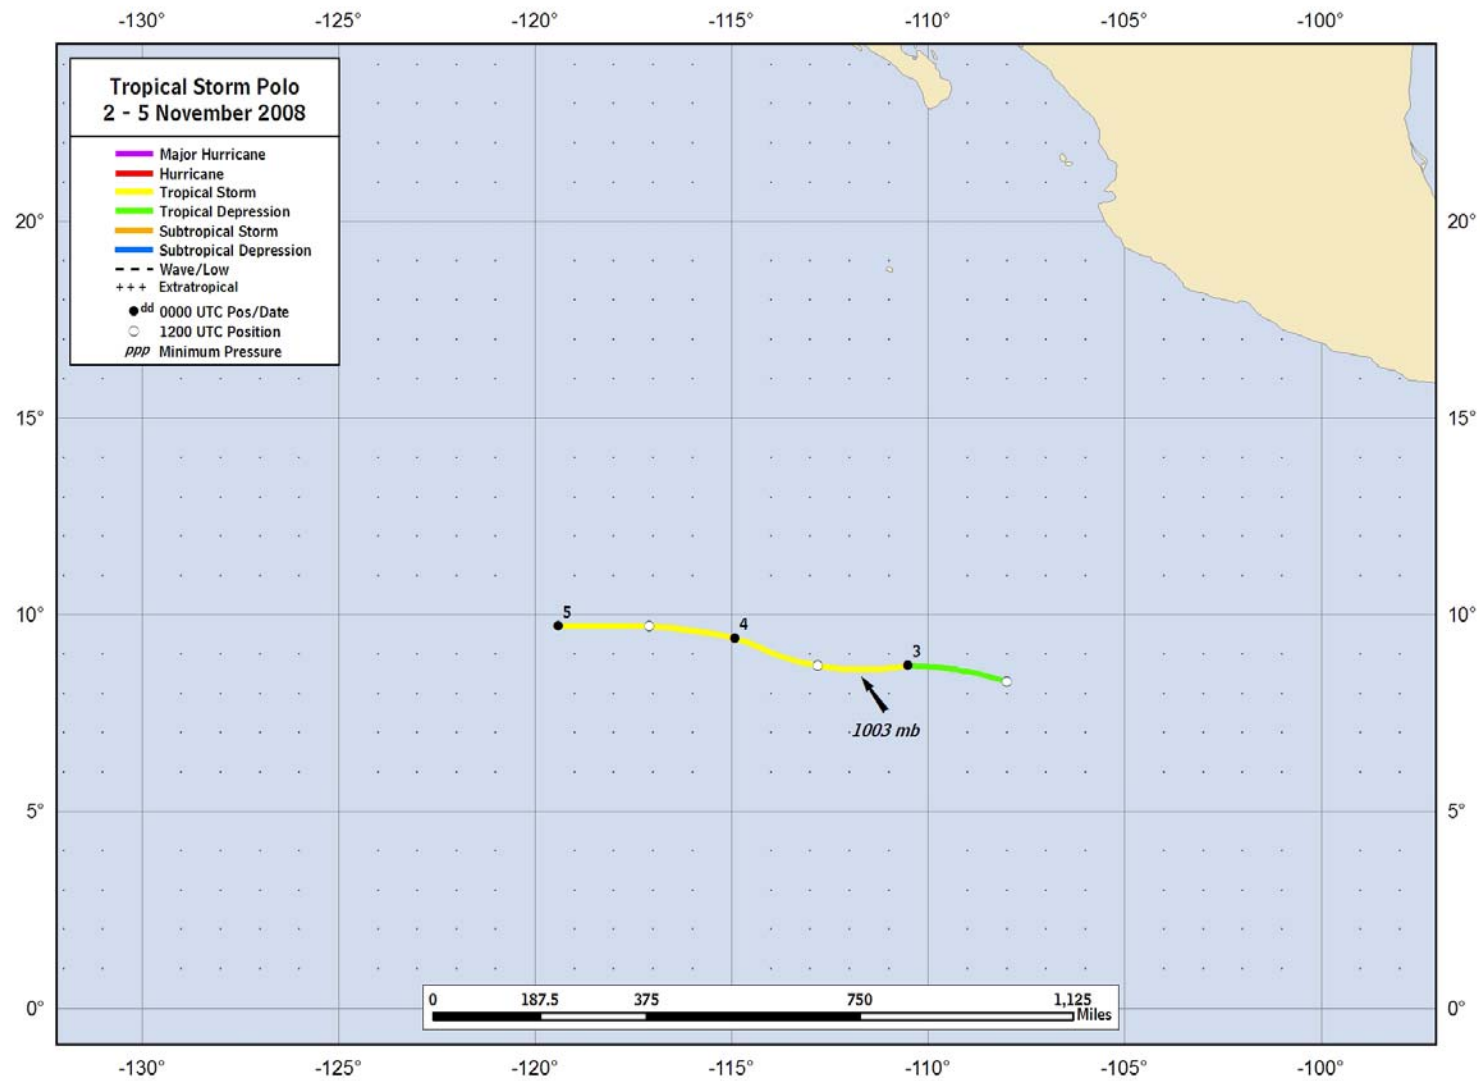 -130° -125° -120° -115° -110° -105° -100°
Tropical Storm Polo
2 - 5 November 2008
Major Hurricane
Hurricane
Tropical Storm
Tropical Depression
Subtropical Storm
Subtropical Depression
Wave/Low
+++ Extratropical
dd 0000 UTC Pos/Date
1200 UTC Position
ppp Minimum Pressure
20° 20°
15° 15°
10° 10°
5 4 3
1003 mb
5° 5°
0 187.5 375 750 1,125
Miles
0° 0°
-130° -125° -120° -115° -110° -105° -100°